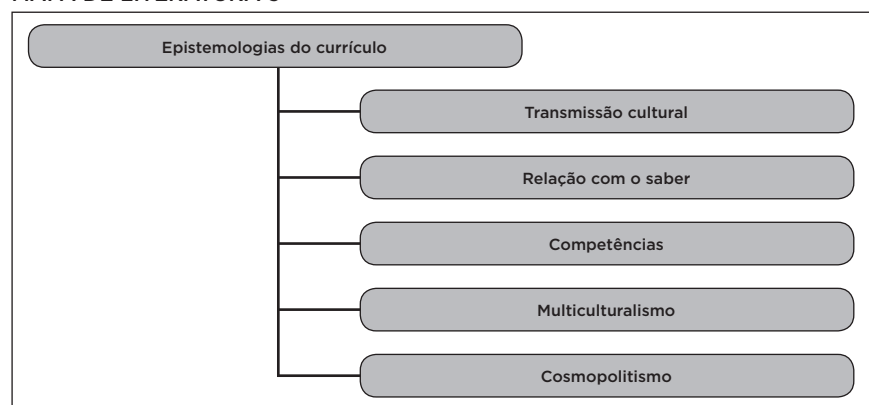 Epistemologias do currículo
Transmissão cultural
Relação com o saber
Competências
Multiculturalismo
Cosmopolitismo